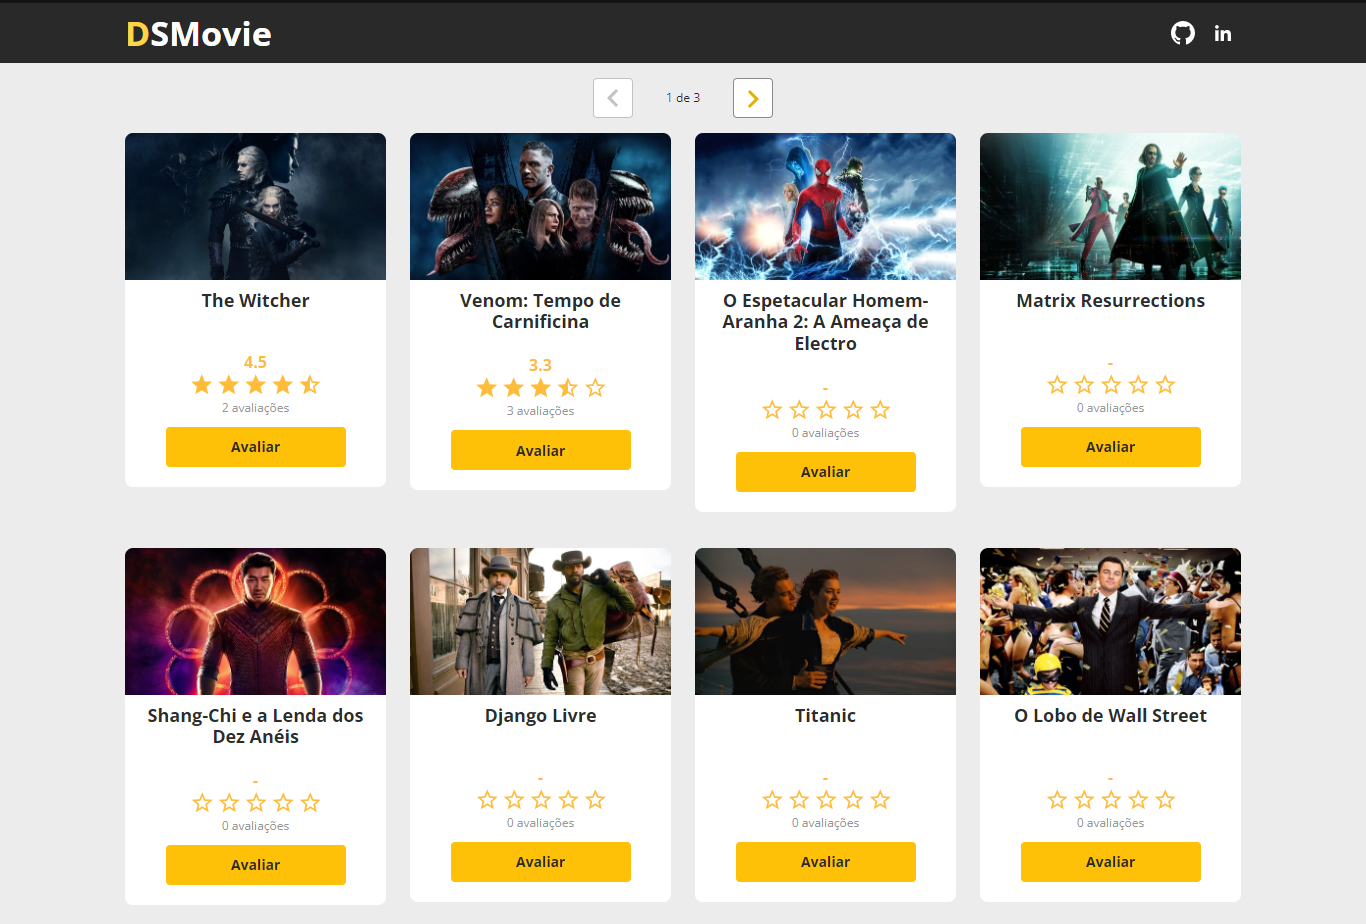 DSMovie
in
1 de 3
The Witcher
4.5
2 avaliações
Avaliar
Venom: Tempo de
Carnificina
3.3
3 avaliações
Avaliar
O Espetacular Homem-
Aranha 2: A Ameaça de
Electro
-
0 avaliações
Avaliar
Matrix Resurrections
-
0 avaliações
Avaliar
Shang-Chi e a Lenda dos
Dez Anéis
-
0 avaliações
Avaliar
Django Livre
-
0 avaliações
Avaliar
Titanic
-
0 avaliações
Avaliar
O Lobo de Wall Street
-
0 avaliações
Avaliar